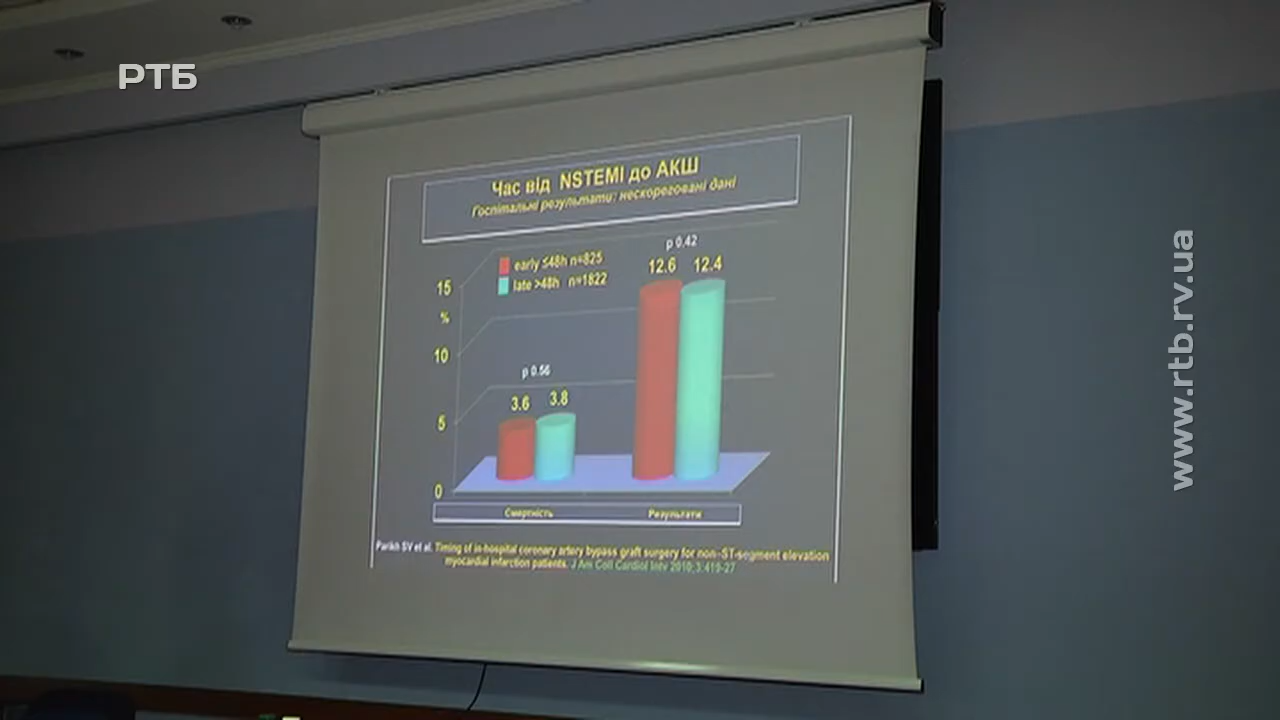 РТБ
Час від NSTEMI до АКШ
Госпітальні результати: нескореговані дані
early ≤48h n=825
late >48h n=1822
p 0.42
12.6 12.4
15
%
10
p 0.56
3.6 3.8
5
0
Смертність Результати
Parikh SV et al. Timing of in-hospital coronary artery bypass graft surgery for non–ST-segment elevation
myocardial infarction patients. J Am Coll Cardiol Intv 2010;3:419-27
www.rtb.rv.ua